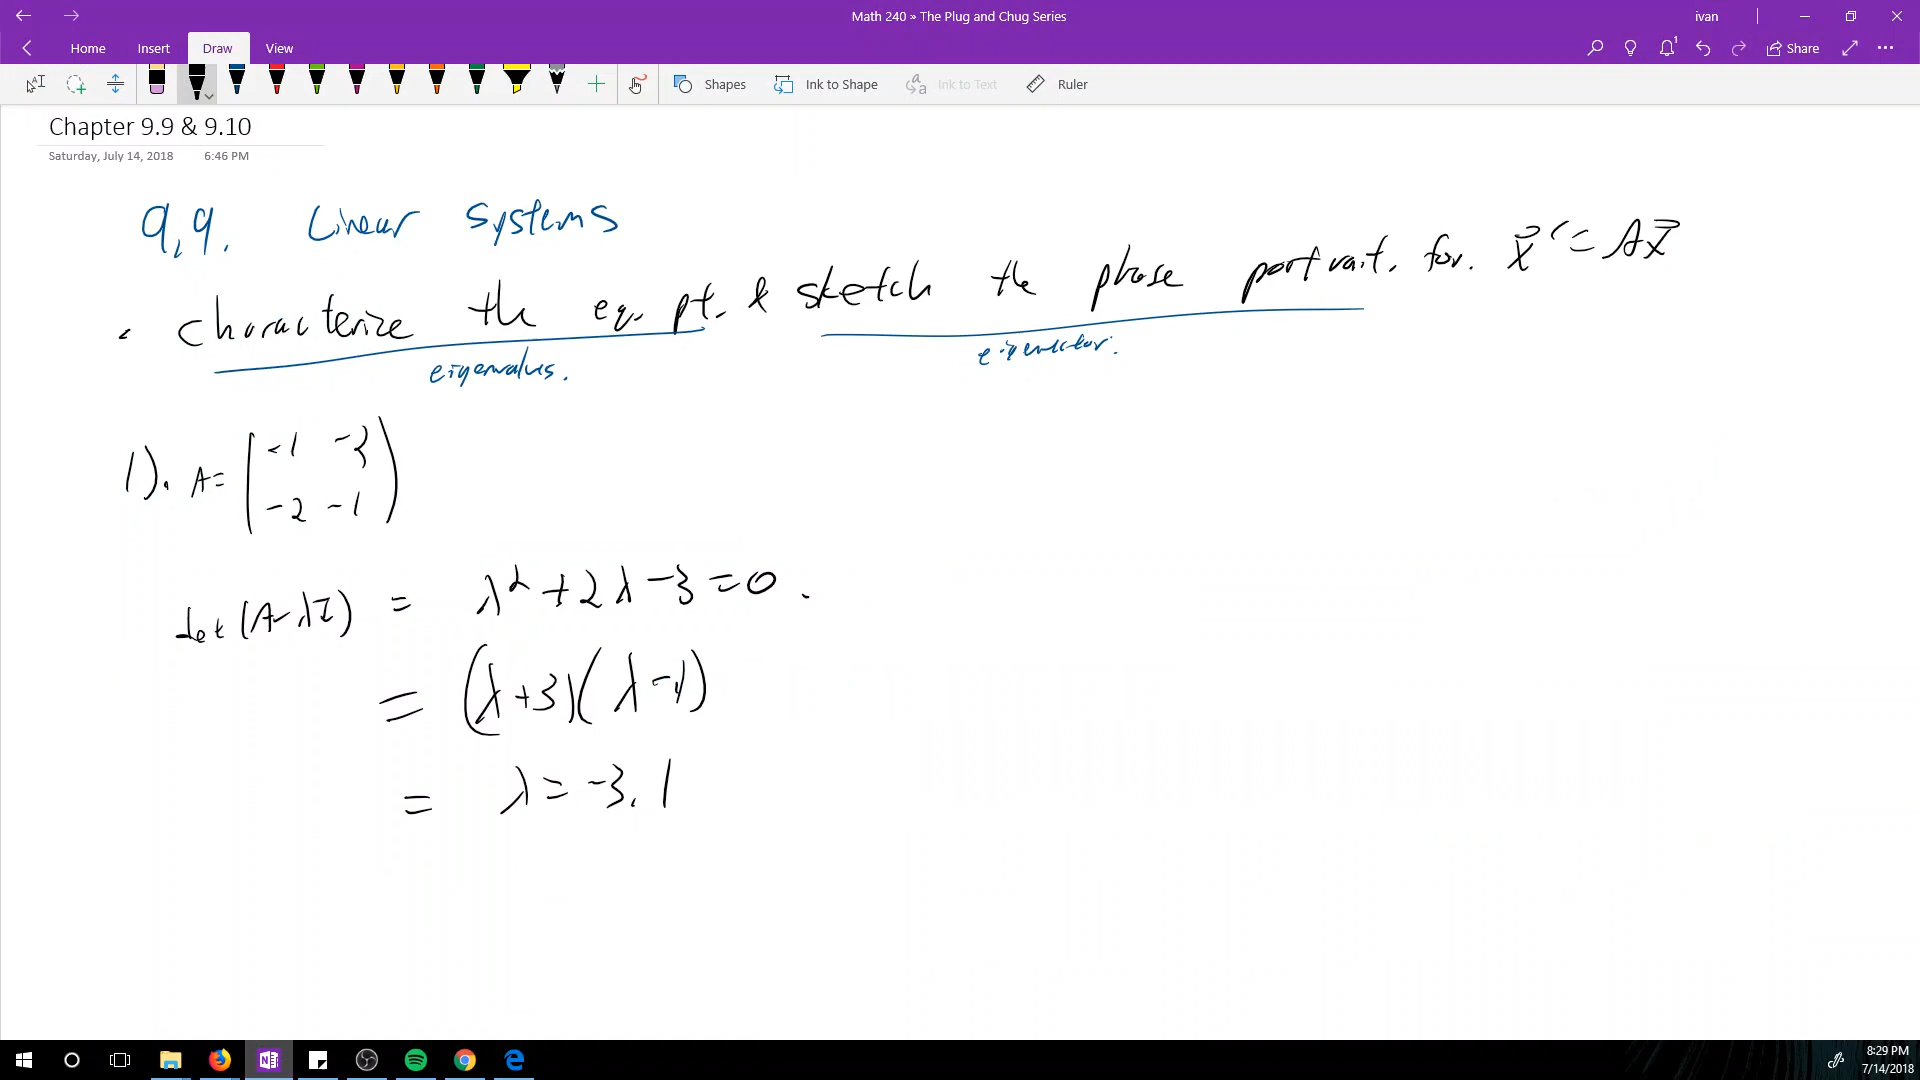 Math 240 » The Plug and Chug Series
ivan
Home Insert Draw View
1
Share
Shapes Ink to Shape Ink to Text Ruler
Chapter 9.9 & 9.10
Saturday, July 14, 2018 6:46 PM
9.9. Linear Systems
• characterize the eq. pt. & sketch the phase portrait. for. x⃗' = Ax⃗
eigenvalues. eigenvector.
1). A = ( -1 -3
-2 -1 )
det(A-λI) = λ² + 2λ - 3 = 0.
= (λ+3)(λ-1)
= λ = -3, 1
8:29 PM
7/14/2018